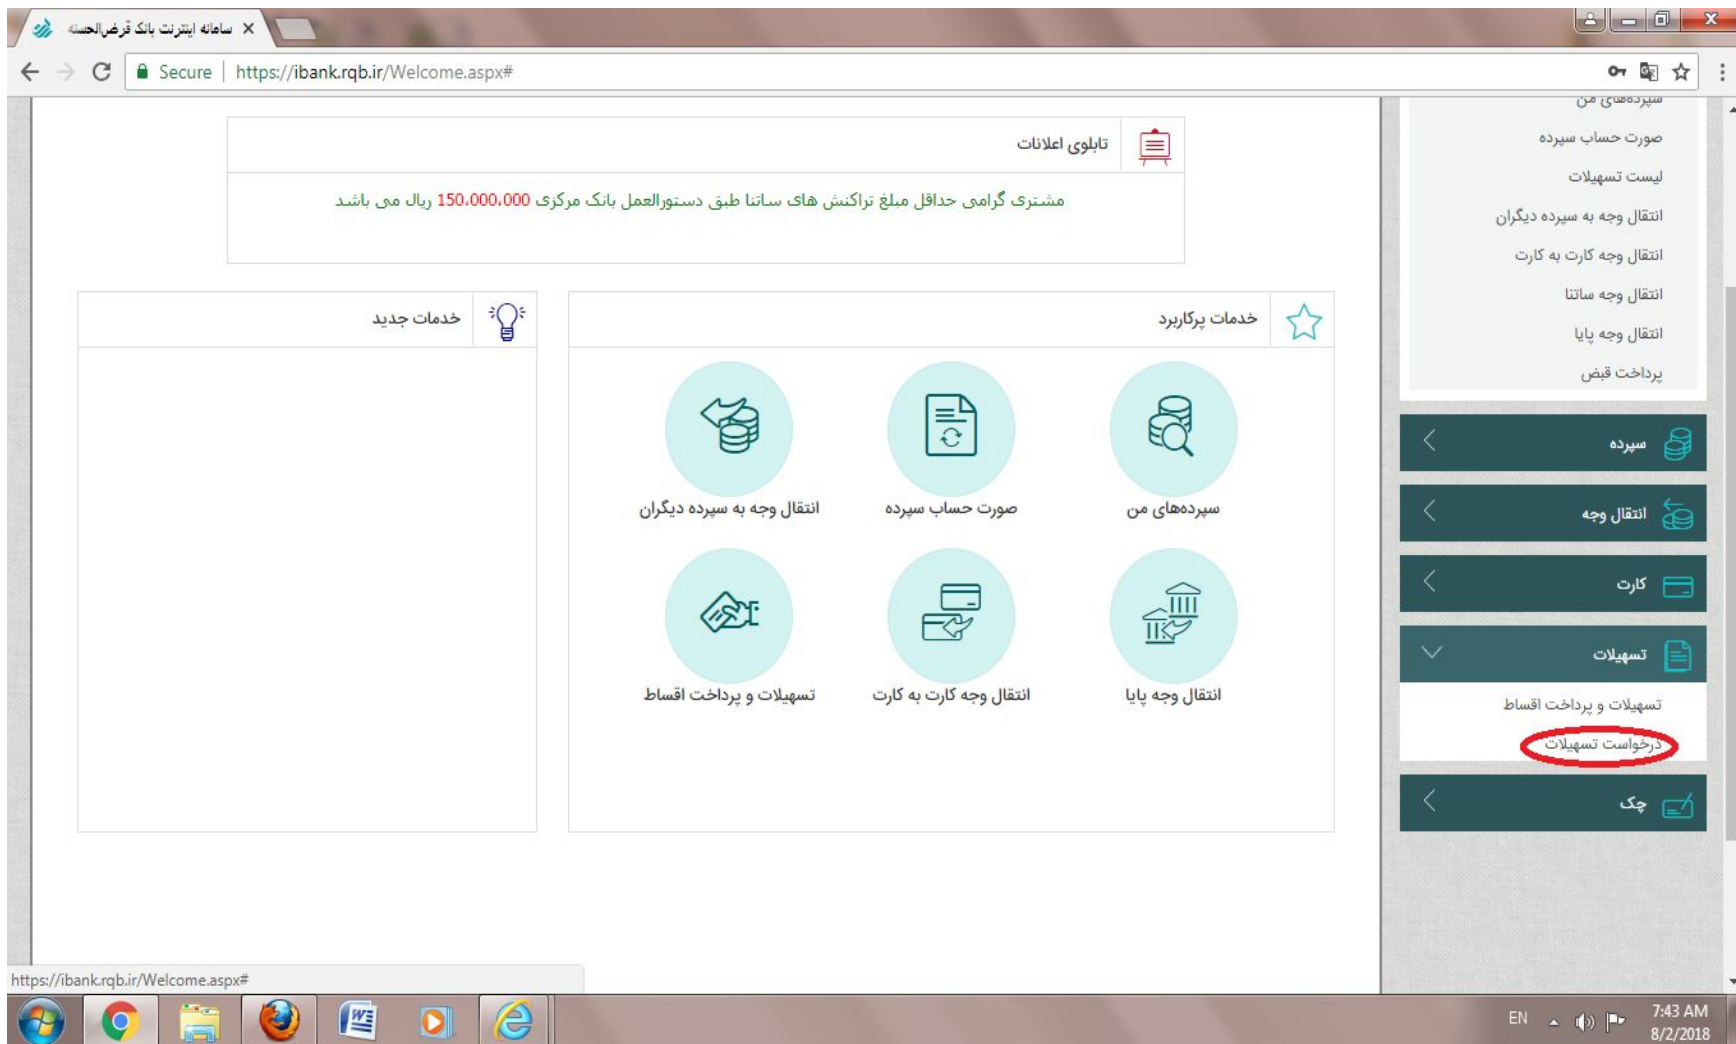 سامانه اینترنت بانک قرض‌الحسنه
Secure | https://ibank.rqb.ir/Welcome.aspx#
سپرده‌های من
صورت حساب سپرده
لیست تسهیلات
انتقال وجه به سپرده دیگران
انتقال وجه کارت به کارت
انتقال وجه ساتنا
انتقال وجه پایا
پرداخت قبض
سپرده
انتقال وجه
کارت
تسهیلات
تسهیلات و پرداخت اقساط
درخواست تسهیلات
چک
تابلوی اعلانات
مشتری گرامی حداقل مبلغ تراکنش های ساتنا طبق دستورالعمل بانک مرکزی 150،000،000 ریال می باشد
خدمات پرکاربرد
سپرده‌های من
صورت حساب سپرده
انتقال وجه به سپرده دیگران
انتقال وجه پایا
انتقال وجه کارت به کارت
تسهیلات و پرداخت اقساط
خدمات جدید
https://ibank.rqb.ir/Welcome.aspx#
EN
7:43 AM
8/2/2018